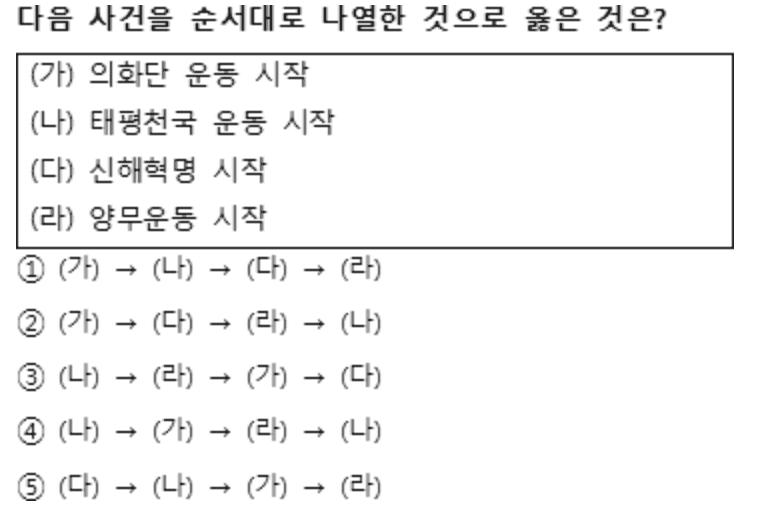 다음 사건을 순서대로 나열한 것으로 옳은 것은?
(가) 의화단 운동 시작
(나) 태평천국 운동 시작
(다) 신해혁명 시작
(라) 양무운동 시작
① (가) → (나) → (다) → (라)
② (가) → (다) → (라) → (나)
③ (나) → (라) → (가) → (다)
④ (나) → (가) → (라) → (나)
⑤ (다) → (나) → (가) → (라)